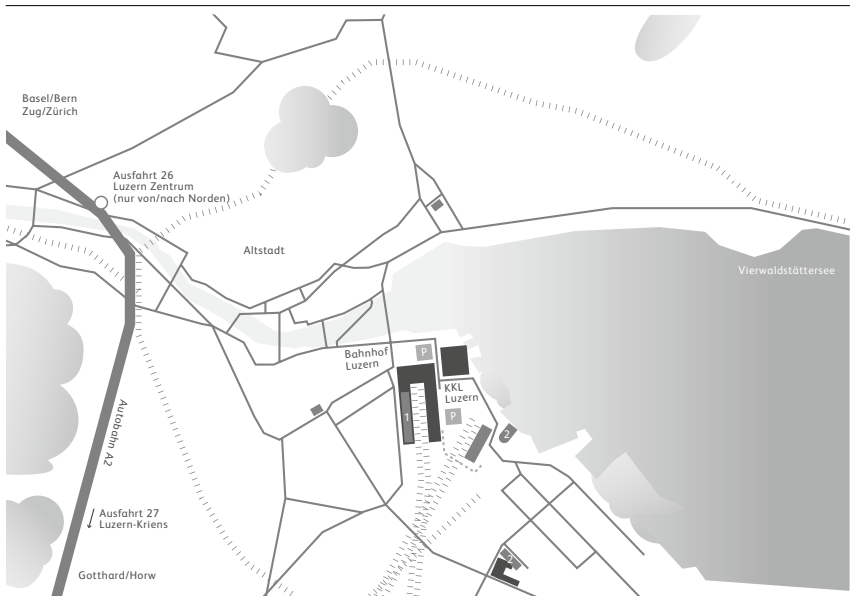 Basel/Bern
Zug/Zürich
Ausfahrt 26
Luzern Zentrum
(nur von/nach Norden)
Altstadt
Vierwaldstättersee
Bahnhof
Luzern
P
KKL
Luzern
P
1
2
Autobahn A2
Ausfahrt 27
Luzern-Kriens
Gotthard/Horw